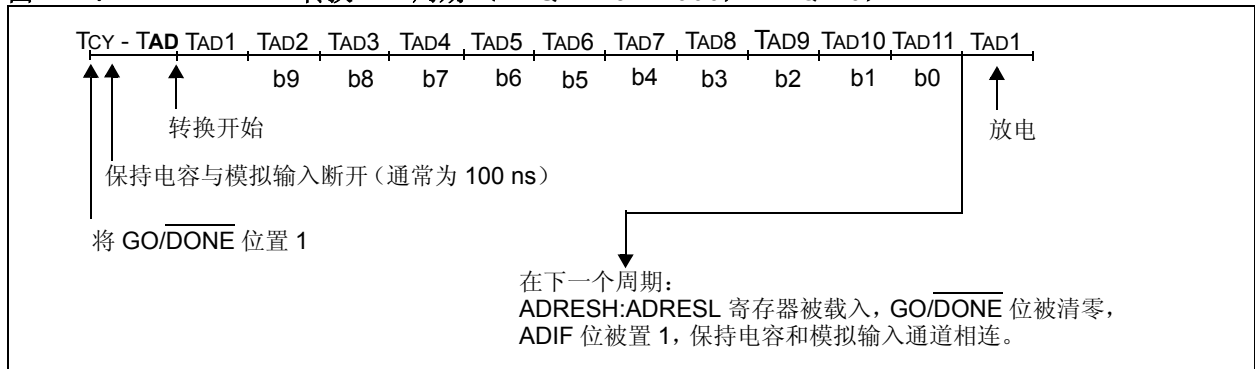 TCY - TAD TAD1 TAD2 TAD3 TAD4 TAD5 TAD6 TAD7 TAD8 TAD9 TAD10 TAD11 TAD1
b9 b8 b7 b6 b5 b4 b3 b2 b1 b0
转换开始
放电
保持电容与模拟输入断开（通常为 100 ns）
将 GO/DONE 位置 1
在下一个周期：
ADRESH:ADRESL 寄存器被载入，GO/DONE 位被清零，
ADIF 位被置 1，保持电容和模拟输入通道相连。